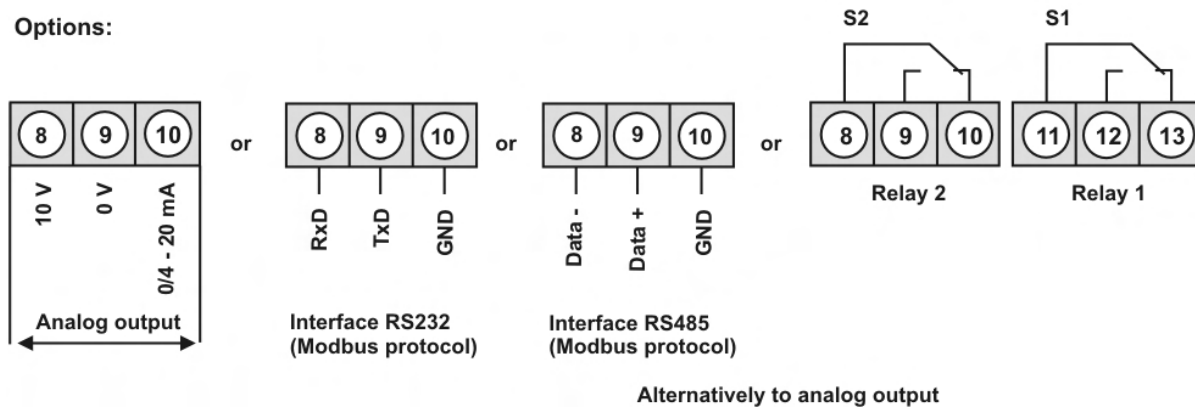 Options:
S2 S1
8 9 10 or 8 9 10 or 8 9 10 or 8 9 10 11 12 13
Relay 2 Relay 1
10 V
0 V
0/4 - 20 mA
RxD
TxD
GND
Data -
Data +
GND
Analog output
Interface RS232
(Modbus protocol)
Interface RS485
(Modbus protocol)
Alternatively to analog output